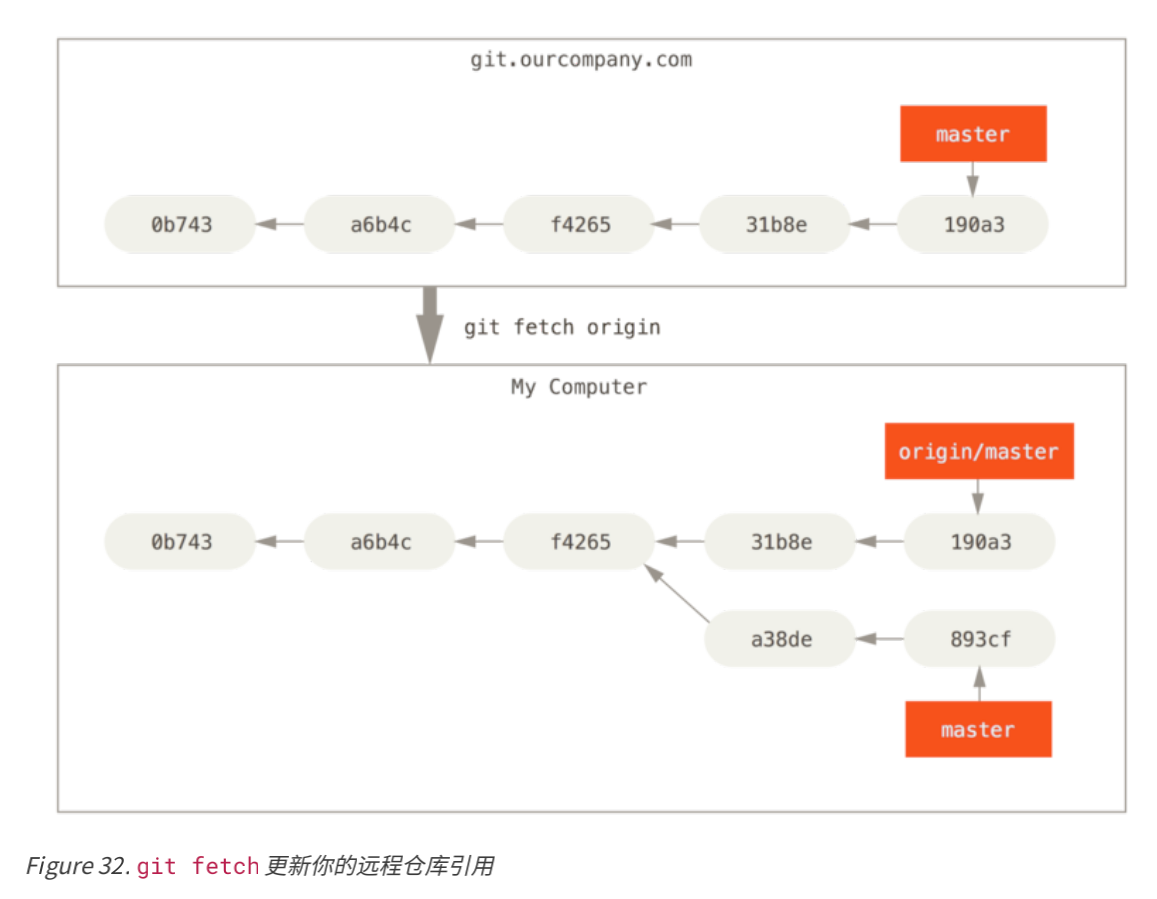 git.ourcompany.com
master
0b743 a6b4c f4265 31b8e 190a3
git fetch origin
My Computer
origin/master
0b743 a6b4c f4265 31b8e 190a3
a38de 893cf
master
Figure 32. git fetch 更新你的远程仓库引用